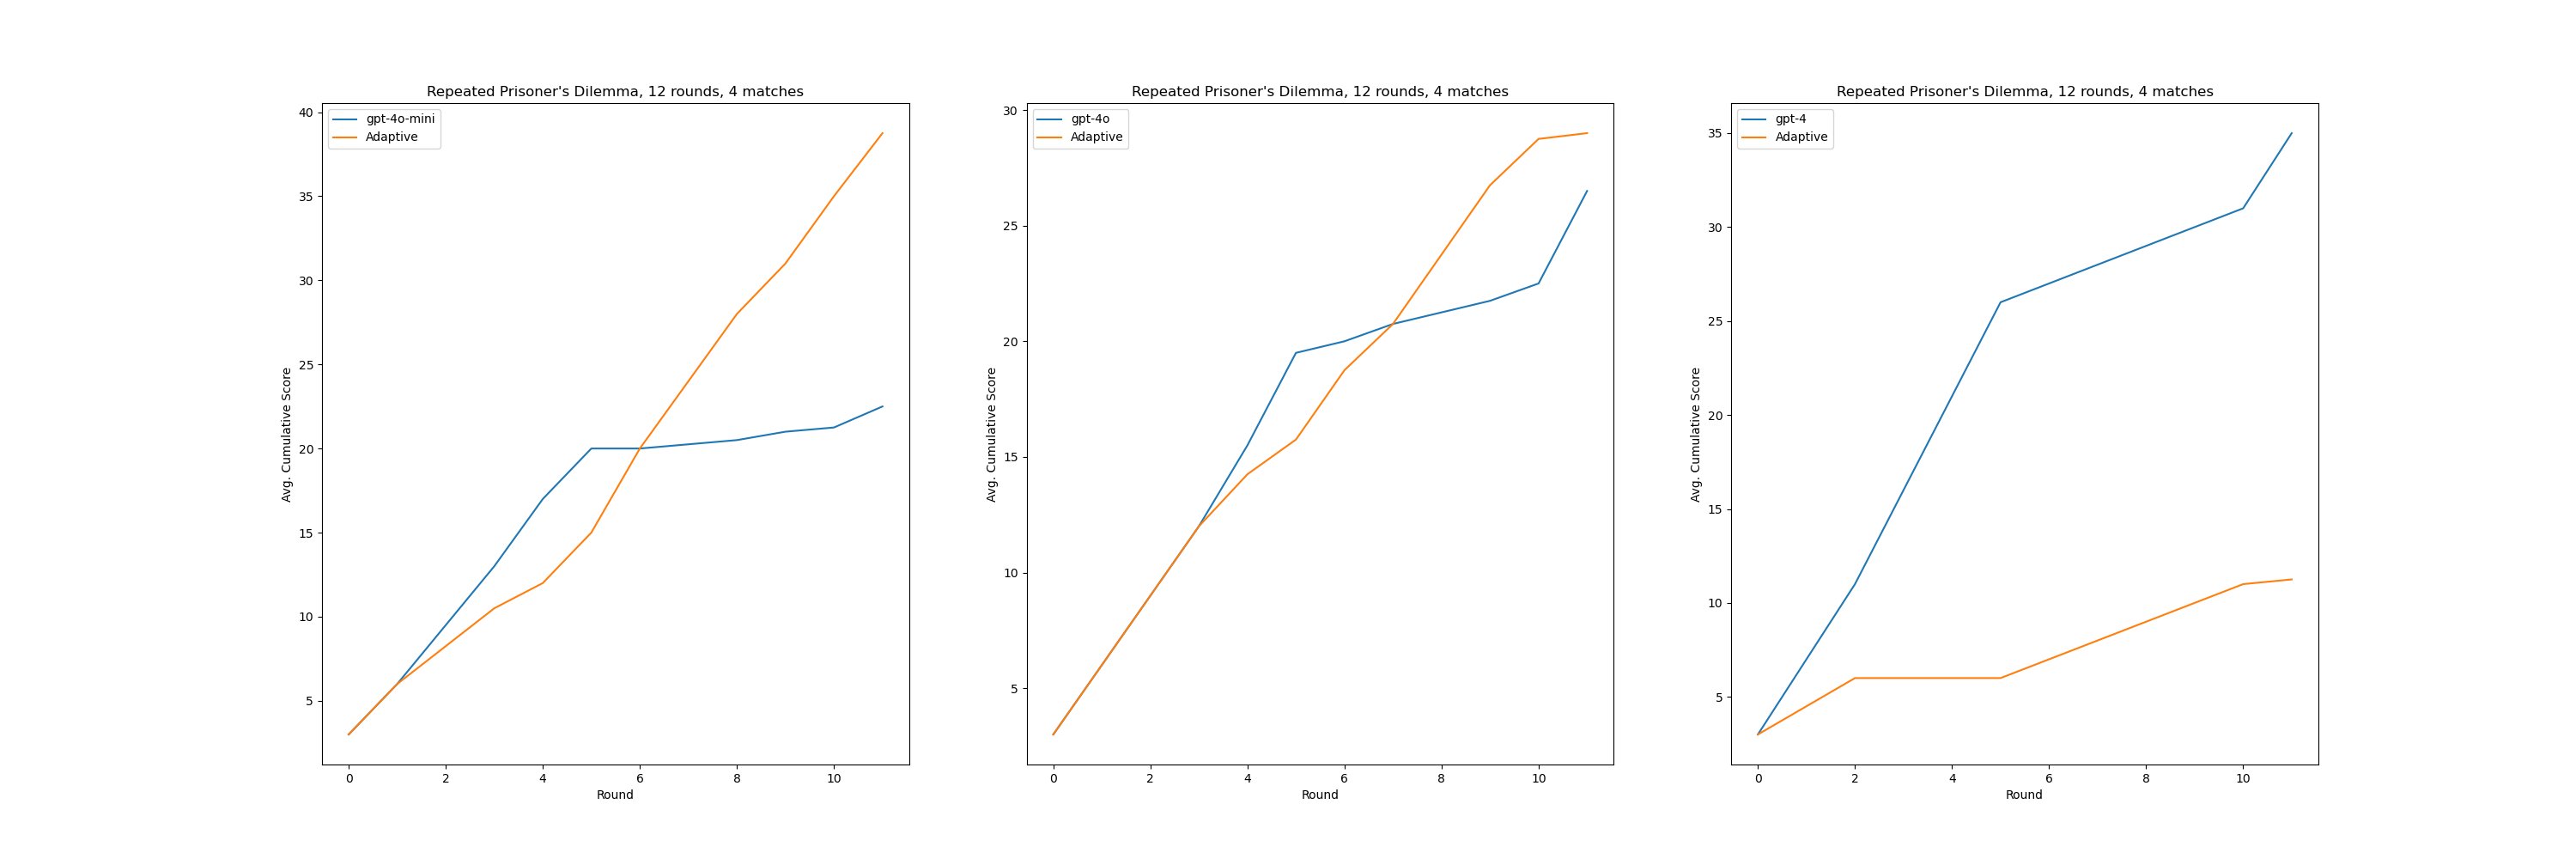 Repeated Prisoner's Dilemma, 12 rounds, 4 matches
gpt-4o-mini
Adaptive
40
35
30
25
20
15
10
5
Avg. Cumulative Score
0 2 4 6 8 10
Round
Repeated Prisoner's Dilemma, 12 rounds, 4 matches
gpt-4o
Adaptive
30
25
20
15
10
5
Avg. Cumulative Score
0 2 4 6 8 10
Round
Repeated Prisoner's Dilemma, 12 rounds, 4 matches
gpt-4
Adaptive
35
30
25
20
15
10
5
Avg. Cumulative Score
0 2 4 6 8 10
Round